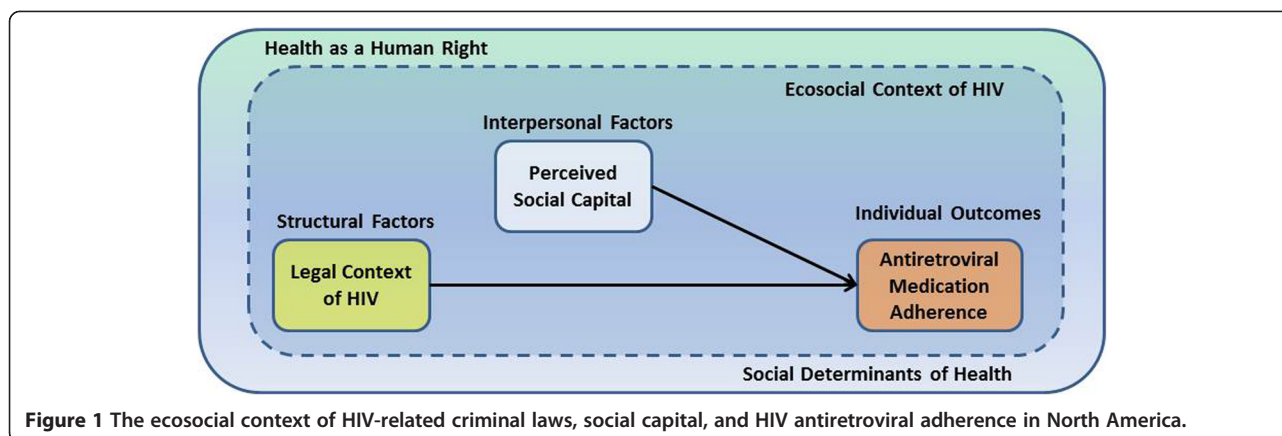 Health as a Human Right
Ecosocial Context of HIV
Interpersonal Factors
Perceived
Social Capital
Structural Factors
Legal Context
of HIV
Individual Outcomes
Antiretroviral
Medication
Adherence
Social Determinants of Health
Figure 1 The ecosocial context of HIV-related criminal laws, social capital, and HIV antiretroviral adherence in North America.